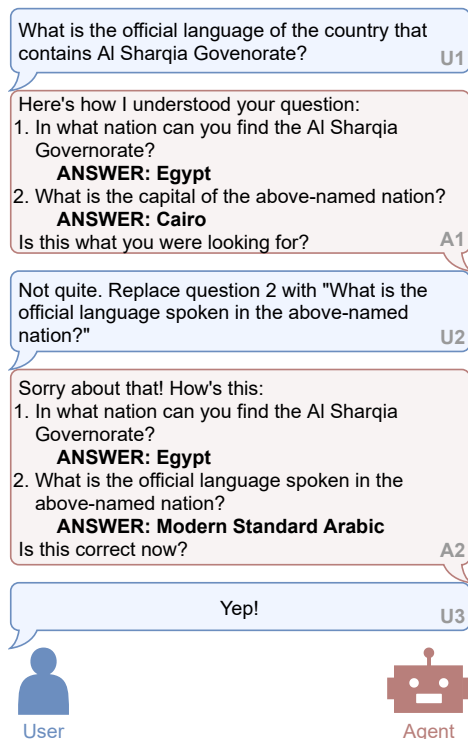 What is the official language of the country that
contains Al Sharqia Govenorate?
U1
Here's how I understood your question:
1. In what nation can you find the Al Sharqia
Governorate?
ANSWER: Egypt
2. What is the capital of the above-named nation?
ANSWER: Cairo
Is this what you were looking for?
A1
Not quite. Replace question 2 with "What is the
official language spoken in the above-named
nation?"
U2
Sorry about that! How's this:
1. In what nation can you find the Al Sharqia
Governorate?
ANSWER: Egypt
2. What is the official language spoken in the
above-named nation?
ANSWER: Modern Standard Arabic
Is this correct now?
A2
Yep!
U3
User
Agent